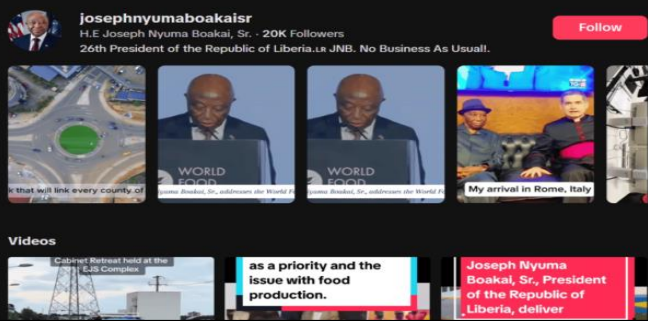 josephnyumaboakaisr
H.E Joseph Nyuma Boakai, Sr. · 20K Followers
Follow
26th President of the Republic of Liberia.LR JNB. No Business As Usual!.
k that will link every county of
WORLD
FOOD
yuma Boakai, Sr., addresses the World F
WORLD
FOOD
yuma Boakai, Sr., addresses the World F
My arrival in Rome, Italy
Videos
Cabinet Retreat held at the
EJS Complex
as a priority and the
issue with food
production.
Joseph Nyuma
Boakai, Sr., President
of the Republic of
Liberia, deliver